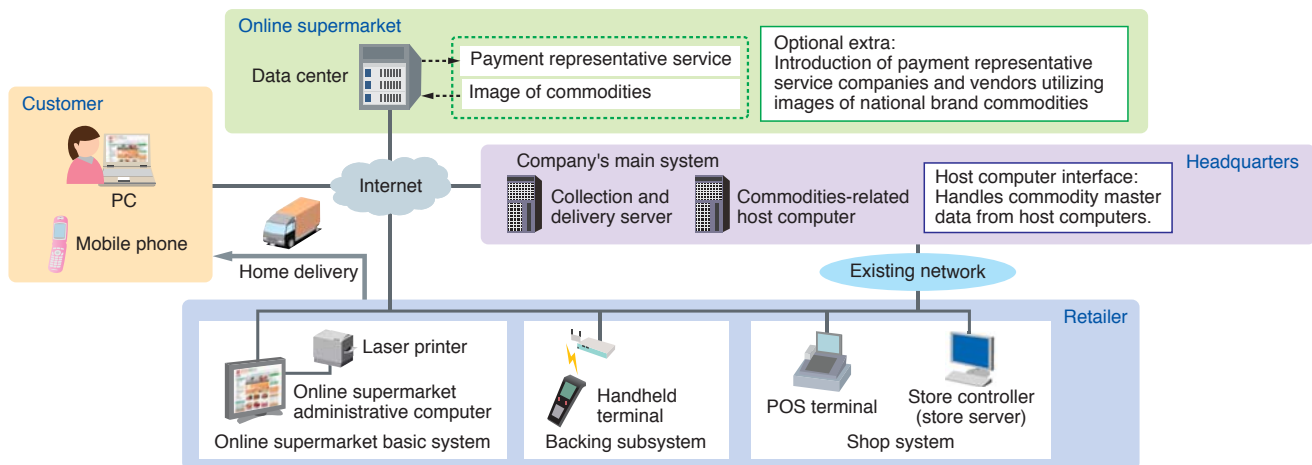 Online supermarket
Data center
Payment representative service
Image of commodities
Optional extra:
Introduction of payment representative
service companies and vendors utilizing
images of national brand commodities
Customer
PC
Mobile phone
Internet
Home delivery
Headquarters
Company's main system
Collection and
delivery server
Commodities-related
host computer
Host computer interface:
Handles commodity master
data from host computers.
Existing network
Retailer
Laser printer
Online supermarket
administrative computer
Online supermarket basic system
Handheld
terminal
Backing subsystem
POS terminal
Store controller
(store server)
Shop system